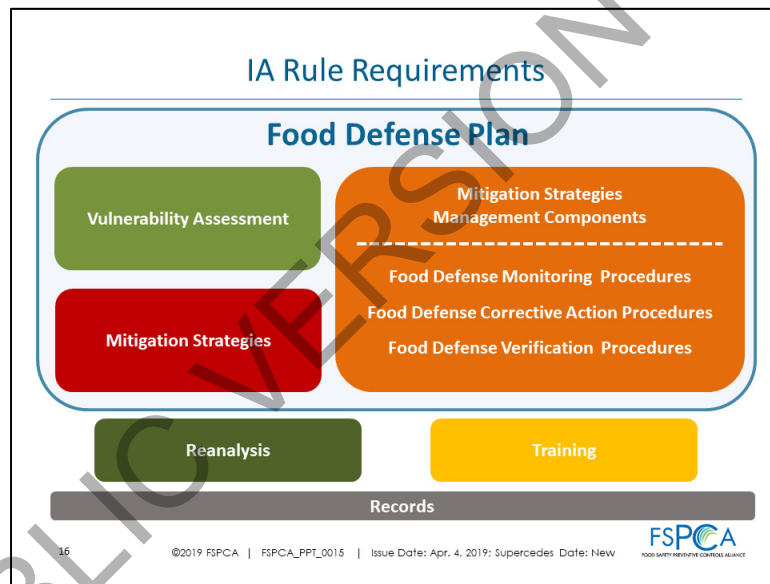 IA Rule Requirements
Food Defense Plan
Vulnerability Assessment
Mitigation Strategies
Mitigation Strategies
Management Components
Food Defense Monitoring Procedures
Food Defense Corrective Action Procedures
Food Defense Verification Procedures
Reanalysis
Training
Records
16
©2019 FSPCA | FSPCA_PPT_0015 | Issue Date: Apr. 4, 2019; Supercedes Date: New
FSPCA
FOOD SAFETY PREVENTIVE CONTROLS ALLIANCE
BLIC VERSION